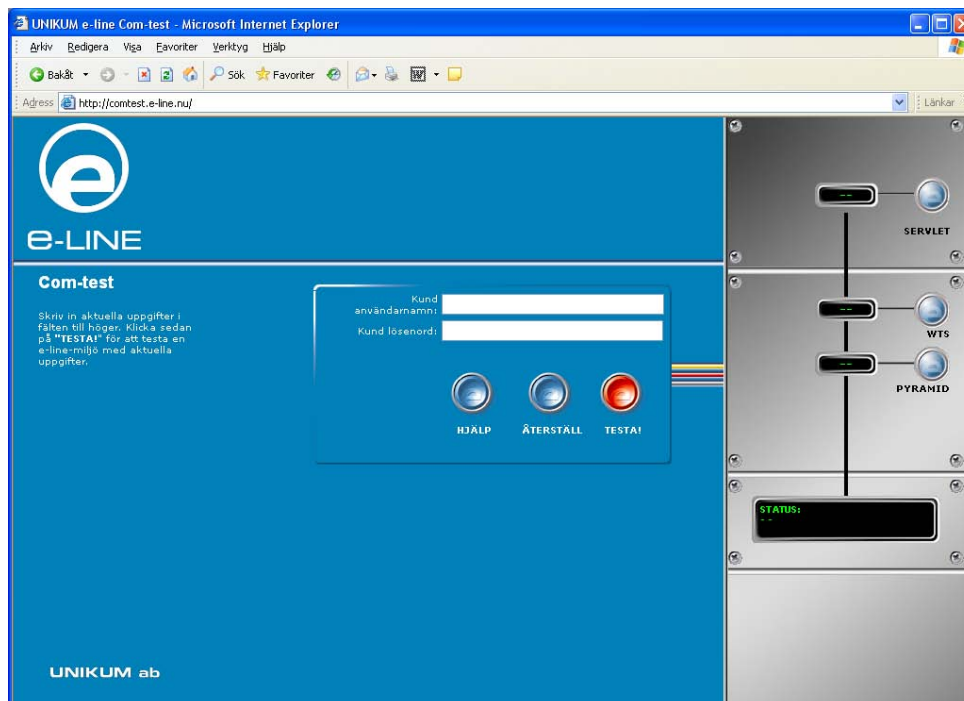 UNIKUM e-line Com-test - Microsoft Internet Explorer
Arkiv Redigera Visa Favoriter Verktyg Hjälp
Bakåt Sök Favoriter
Adress http://comtest.e-line.nu/ Länkar
e-LINE
Com-test
Skriv in aktuella uppgifter i
fälten till höger. Klicka sedan
på "TESTA!" för att testa en
e-line-miljö med aktuella
uppgifter.
Kund
användarnamn:
Kund lösenord:
HJÄLP ÅTERSTÄLL TESTA!
UNIKUM ab
--
SERVLET
--
WTS
--
PYRAMID
STATUS:
--